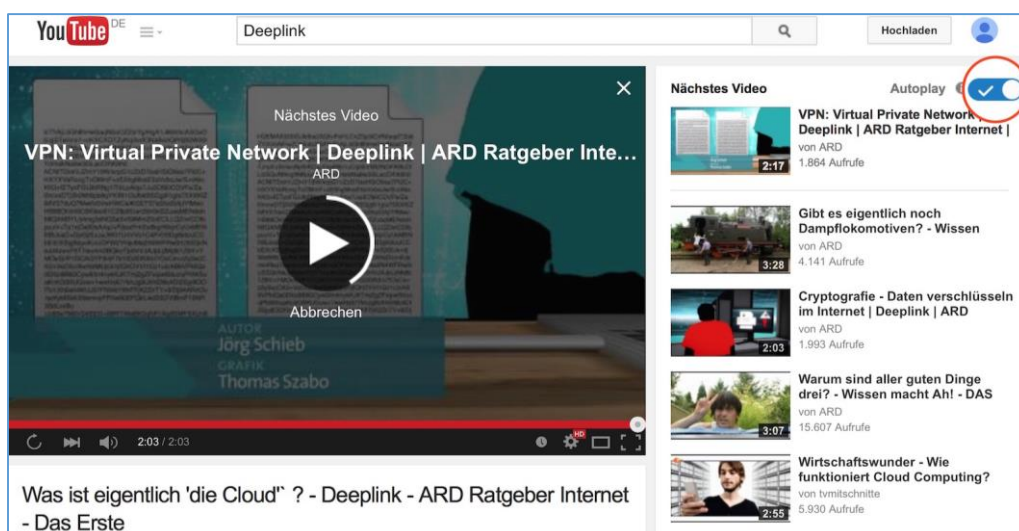 YouTube DE
Deeplink
Hochladen
Nächstes Video
VPN: Virtual Private Network | Deeplink | ARD Ratgeber Inte...
ARD
Abbrechen
AUTOR
Jörg Schieb
GRAFIK
Thomas Szabo
2:03 / 2:03
HD
Was ist eigentlich 'die Cloud'` ? - Deeplink - ARD Ratgeber Internet
- Das Erste
Nächstes Video
Autoplay
VPN: Virtual Private Network |
Deeplink | ARD Ratgeber Internet |
von ARD
1.864 Aufrufe
2:17
Gibt es eigentlich noch
Dampflokomotiven? - Wissen
von ARD
4.141 Aufrufe
3:28
Cryptografie - Daten verschlüsseln
im Internet | Deeplink | ARD
von ARD
1.993 Aufrufe
2:03
Warum sind aller guten Dinge
drei? - Wissen macht Ah! - DAS
von ARD
15.607 Aufrufe
3:07
Wirtschaftswunder - Wie
funktioniert Cloud Computing?
von tvmitschnitte
5.930 Aufrufe
2:55